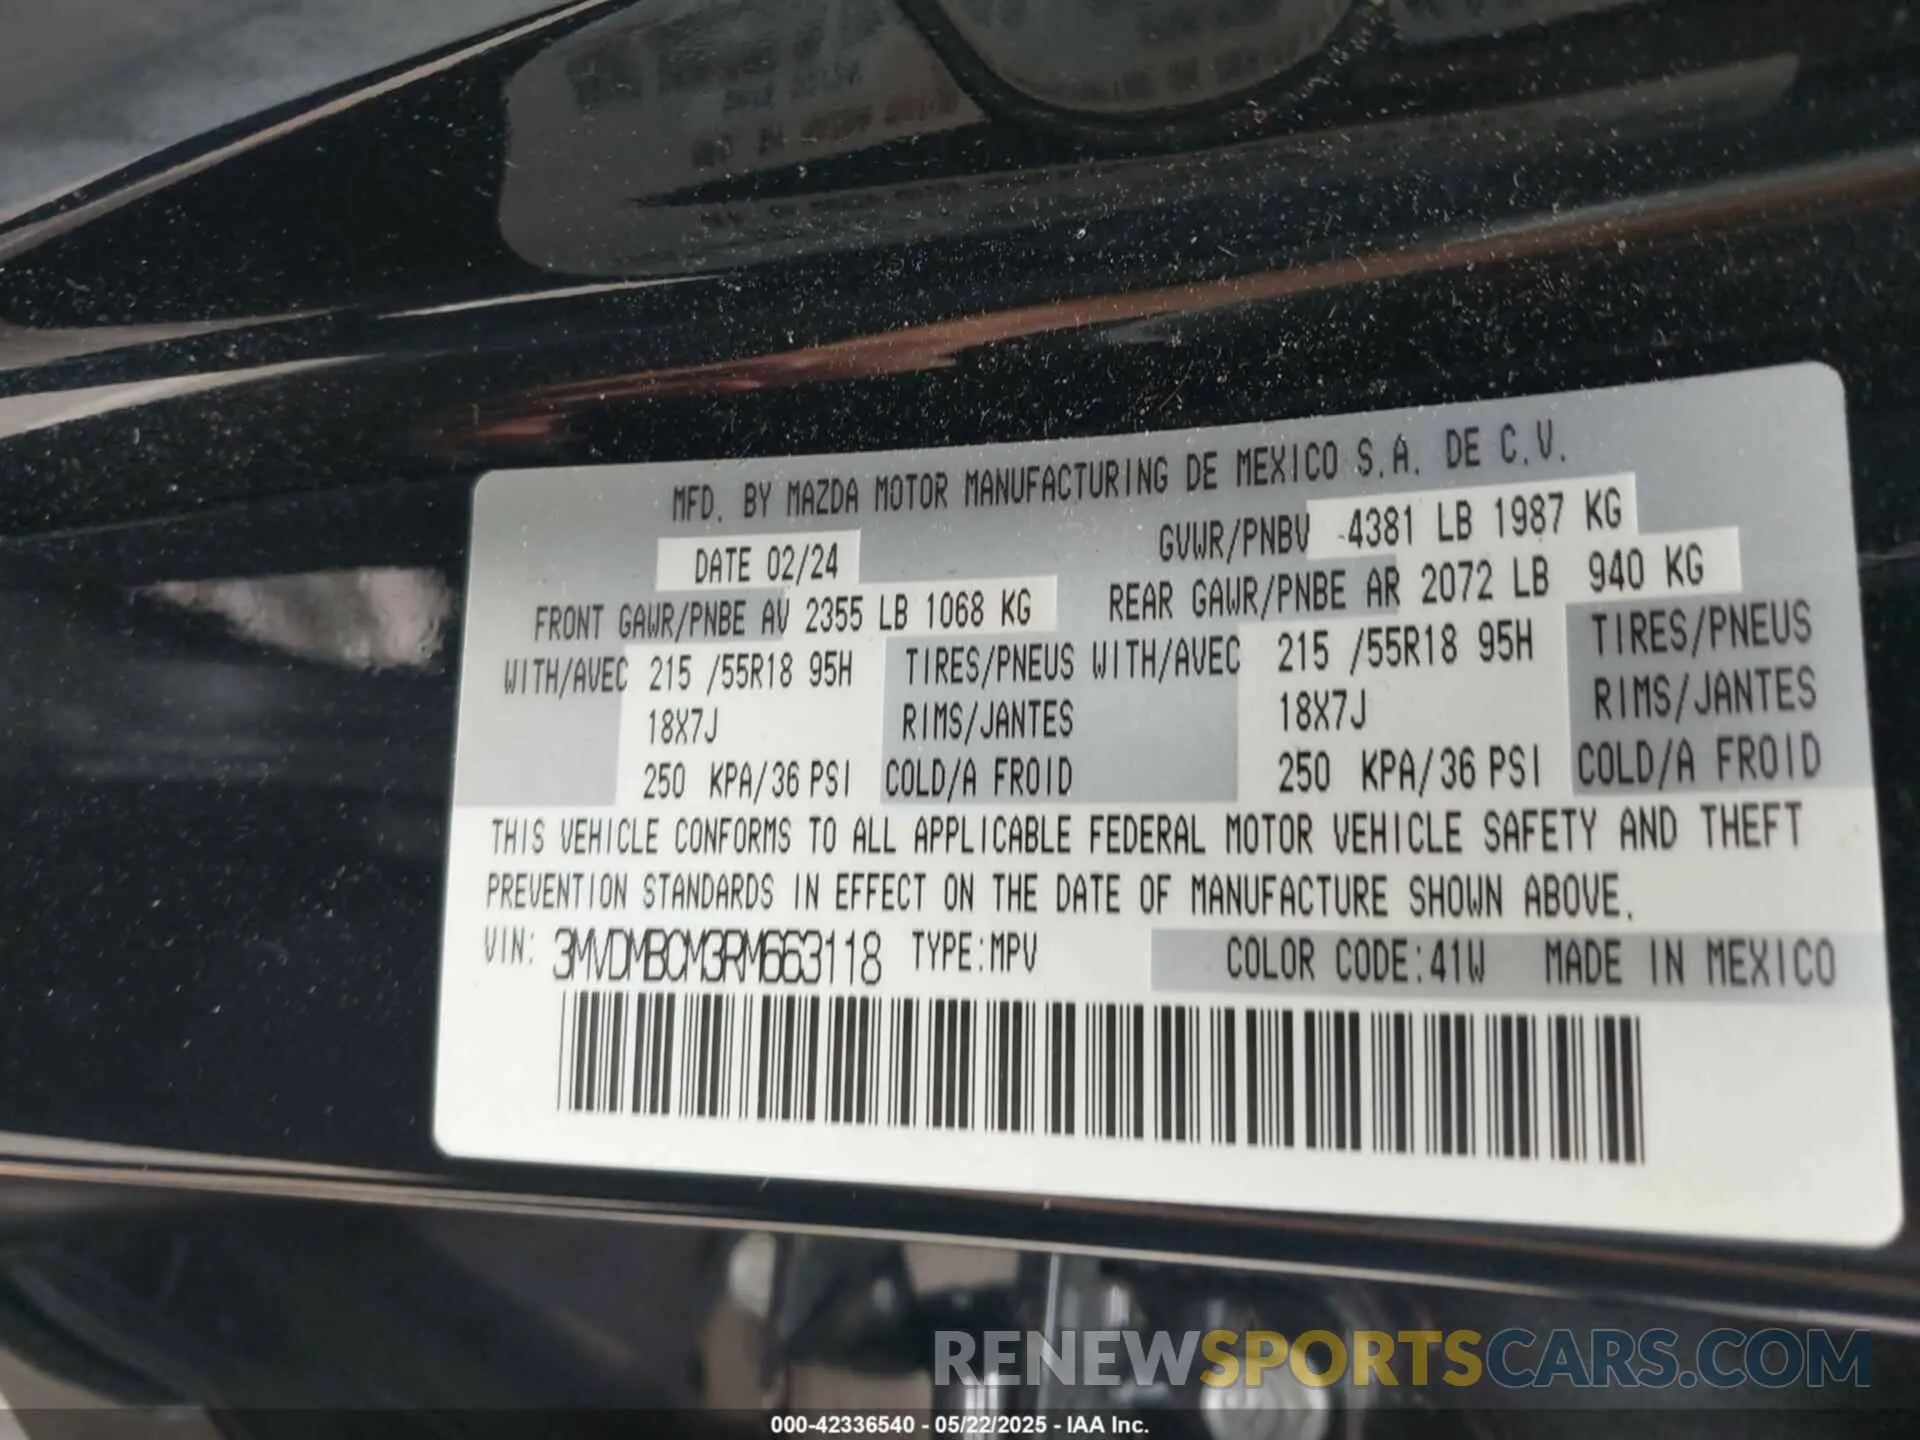 MFD. BY MAZDA MOTOR MANUFACTURING DE MEXICO S.A. DE C.V.
DATE 02/24 GVWR/PNBV 4381 LB 1987 KG
FRONT GAWR/PNBE AV 2355 LB 1068 KG REAR GAWR/PNBE AR 2072 LB 940 KG
WITH/AVEC 215 /55R18 95H TIRES/PNEUS WITH/AVEC 215 /55R18 95H TIRES/PNEUS
18X7J RIMS/JANTES 18X7J RIMS/JANTES
250 KPA/36 PSI COLD/A FROID 250 KPA/36 PSI COLD/A FROID
THIS VEHICLE CONFORMS TO ALL APPLICABLE FEDERAL MOTOR VEHICLE SAFETY AND THEFT
PREVENTION STANDARDS IN EFFECT ON THE DATE OF MANUFACTURE SHOWN ABOVE.
VIN: 3MVDMBCM3RM663118 TYPE:MPV COLOR CODE:41W MADE IN MEXICO
RENEWSPORTSCARS.COM
000-42336540 - 05/22/2025 - IAA Inc.